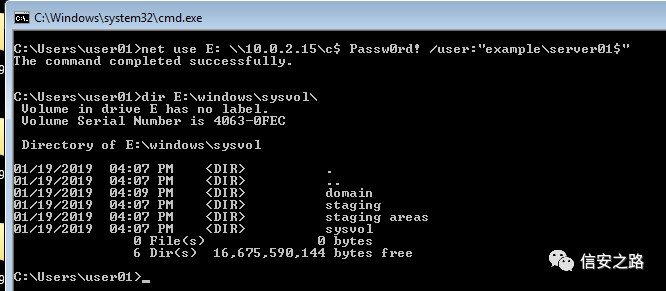 C:\Windows\system32\cmd.exe
C:\Users\user01>net use E: \\10.0.2.15\c$ Passw0rd! /user:"example\server01$"
The command completed successfully.
C:\Users\user01>dir E:\windows\sysvol\
Volume in drive E has no label.
Volume Serial Number is 4063-0FEC
Directory of E:\windows\sysvol
01/19/2019 04:07 PM <DIR> .
01/19/2019 04:07 PM <DIR> ..
01/19/2019 04:09 PM <DIR> domain
01/19/2019 04:07 PM <DIR> staging
01/19/2019 04:07 PM <DIR> staging areas
01/19/2019 04:07 PM <DIR> sysvol
0 File(s) 0 bytes
6 Dir(s) 16,675,590,144 bytes free
C:\Users\user01>_
信安之路